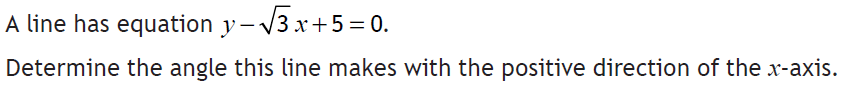 A line has equation y − √3 x + 5 = 0.
Determine the angle this line makes with the positive direction of the x-axis.